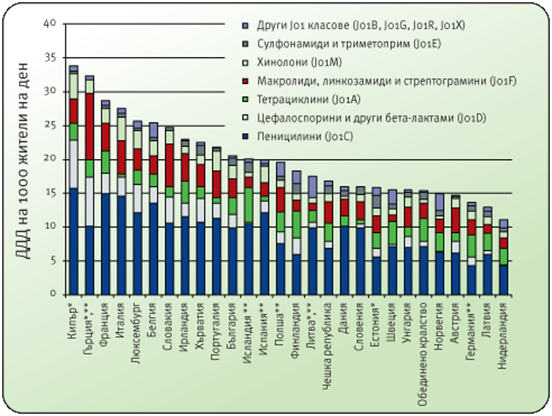 ДДД на 1000 жители на ден
40
35
30
25
20
15
10
5
0
Други J01 класове (J01B, J01G, J01R, J01X)
Сулфонамиди и триметоприм (J01E)
Хинолони (J01M)
Макролиди, линкозамиди и стрептограмини (J01F)
Тетрациклини (J01A)
Цефалоспорини и други бета-лактами (J01D)
Пеницилини (J01C)
Кипър*
Гърция***
Франция
Италия
Люксембург
Белгия
Словакия
Ирландия
Хърватия
Португалия
България
Исландия**
Испания**
Полша**
Финландия
Литва***
Чешка република
Дания
Словения
Естония*
Швеция
Унгария
Обединено кралство
Норвегия
Австрия
Германия**
Латвия
Нидерландия